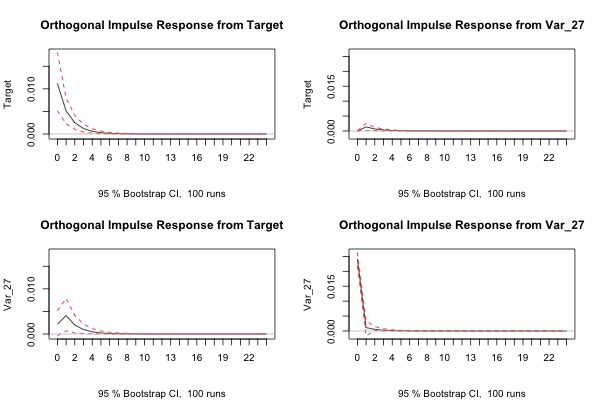 Orthogonal Impulse Response from Target
Target
0.000
0.010
0 2 4 6 8 10 13 16 19 22
95 % Bootstrap CI, 100 runs
Orthogonal Impulse Response from Var_27
Target
0.000
0.015
0 2 4 6 8 10 13 16 19 22
95 % Bootstrap CI, 100 runs
Orthogonal Impulse Response from Target
Var_27
0.000
0.010
0 2 4 6 8 10 13 16 19 22
95 % Bootstrap CI, 100 runs
Orthogonal Impulse Response from Var_27
Var_27
0.000
0.015
0 2 4 6 8 10 13 16 19 22
95 % Bootstrap CI, 100 runs